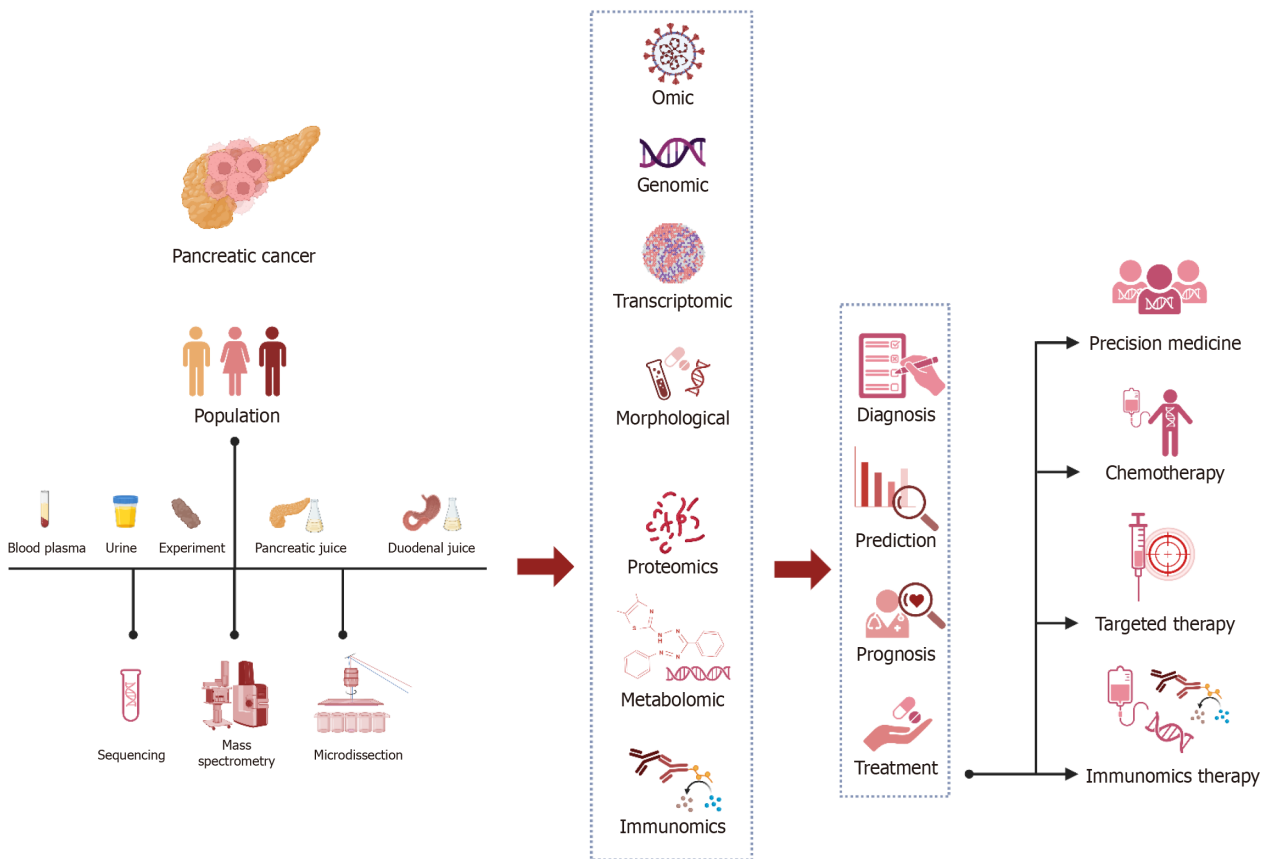 Pancreatic cancer
Population
Blood plasma
Urine
Experiment
Pancreatic juice
Duodenal juice
Sequencing
Mass
spectrometry
Microdissection
Omic
Genomic
Transcriptomic
Morphological
Proteomics
S
N
N
H
N
N
N
Metabolomic
Immunomics
Diagnosis
Prediction
Prognosis
Treatment
Precision medicine
Chemotherapy
Targeted therapy
Immunomics therapy